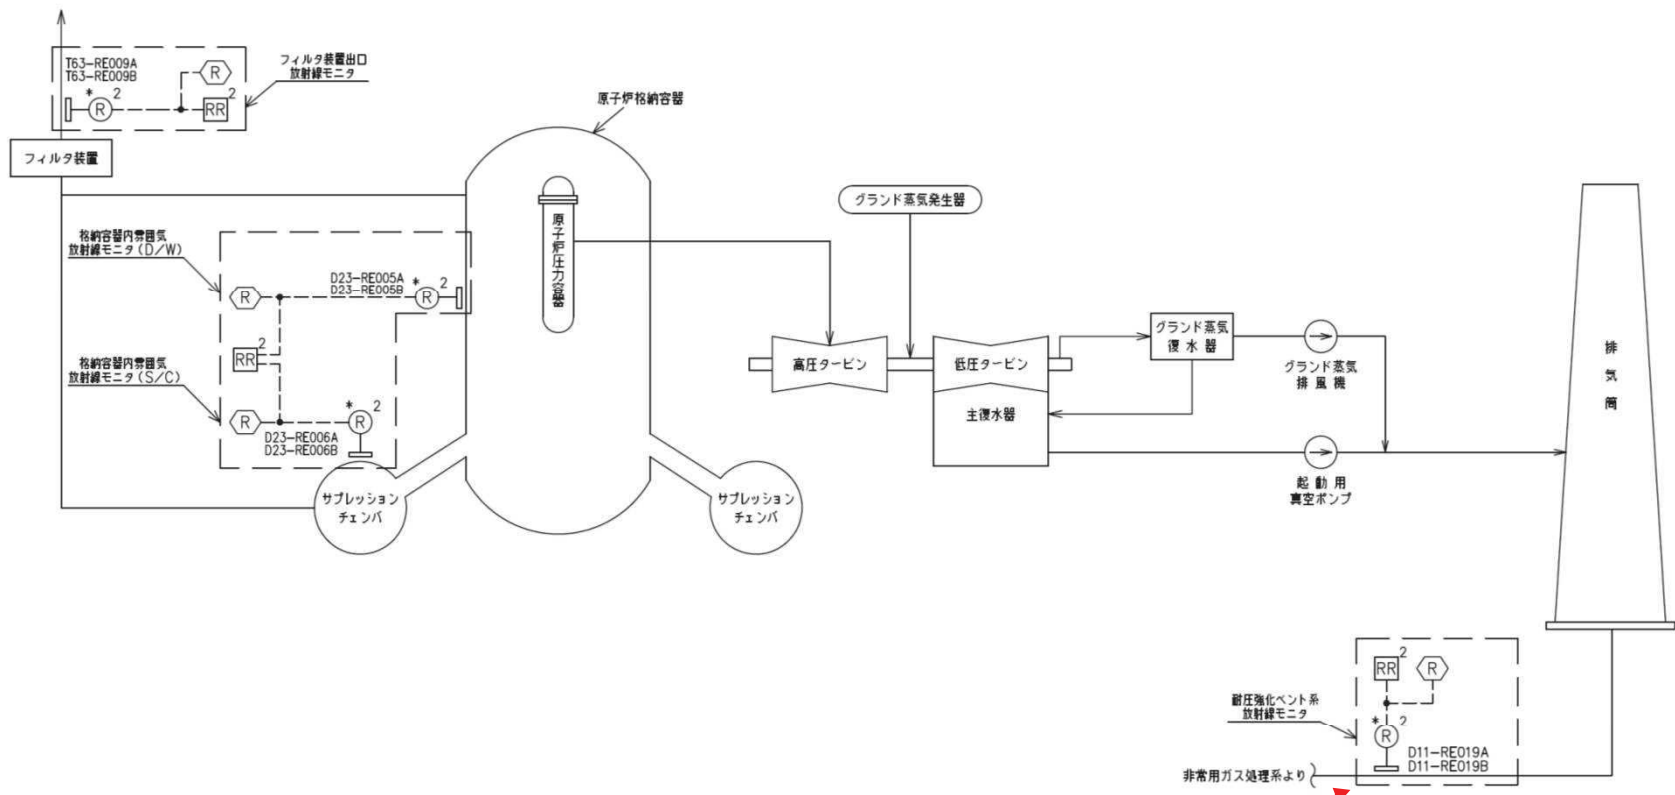 T63-RE009A
T63-RE009B
* 2
R
R
RR 2
フィルタ装置出口
放射線モニタ
フィルタ装置
原子炉格納容器
原子炉圧力容器
格納容器内雰囲気
放射線モニタ(D/W)
R
D23-RE005A
D23-RE005B
* 2
R
RR 2
格納容器内雰囲気
放射線モニタ(S/C)
R
* 2
R
D23-RE006A
D23-RE006B
サプレッション
チェンバ
サプレッション
チェンバ
グランド蒸気発生器
高圧タービン
低圧タービン
主復水器
グランド蒸気
復水器
グランド蒸気
排風機
起動用
真空ポンプ
排気筒
耐圧強化ベント系
放射線モニタ
RR 2
R
* 2
R
D11-RE019A
D11-RE019B
非常用ガス処理系より